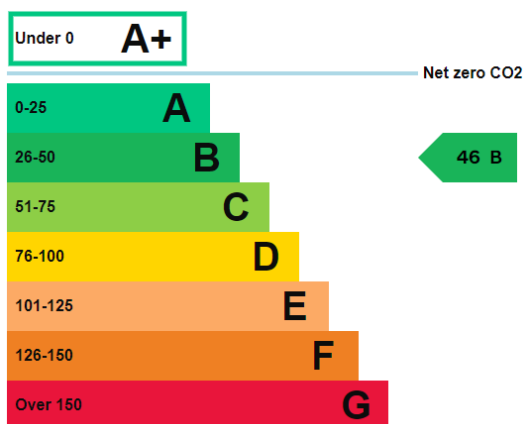 Under 0 A+
Net zero CO2
0-25 A
26-50 B
46 B
51-75 C
76-100 D
101-125 E
126-150 F
Over 150 G